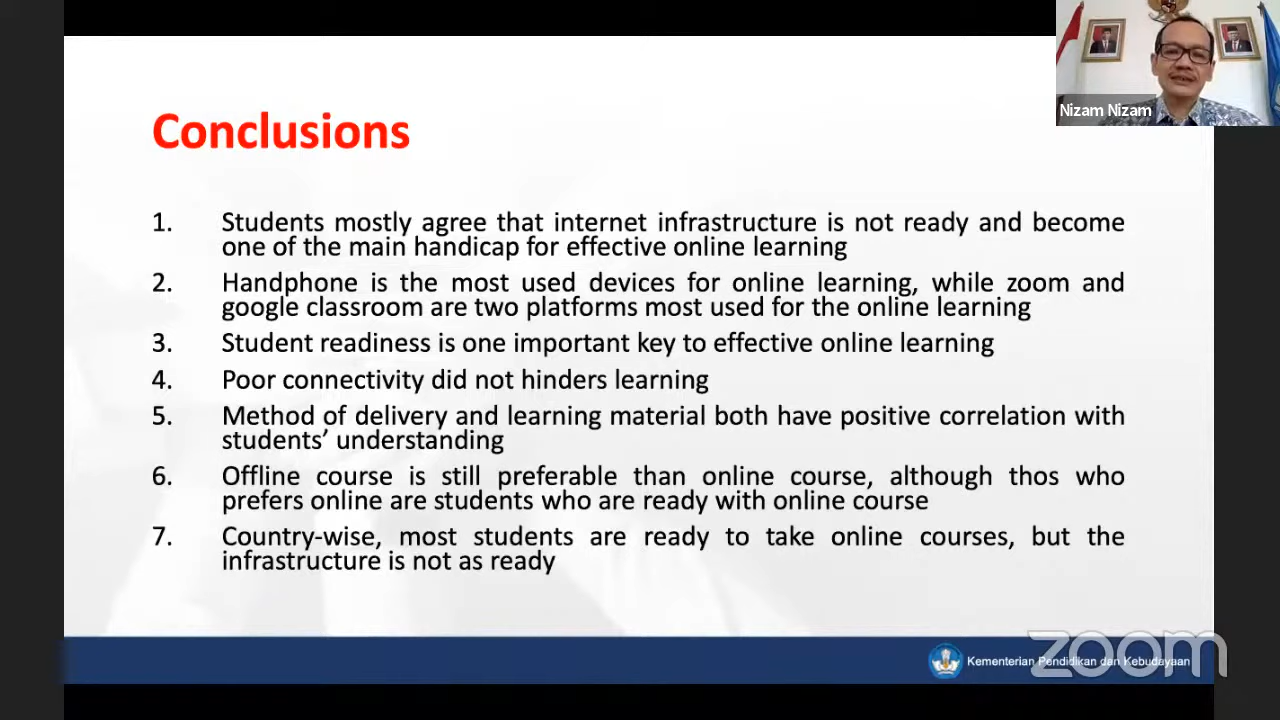 Nizam Nizam
Conclusions
1. Students mostly agree that internet infrastructure is not ready and become
one of the main handicap for effective online learning
2. Handphone is the most used devices for online learning, while zoom and
google classroom are two platforms most used for the online learning
3. Student readiness is one important key to effective online learning
4. Poor connectivity did not hinders learning
5. Method of delivery and learning material both have positive correlation with
students’ understanding
6. Offline course is still preferable than online course, although thos who
prefers online are students who are ready with online course
7. Country-wise, most students are ready to take online courses, but the
infrastructure is not as ready
Kementerian Pendidikan dan Kebudayaan
zoom